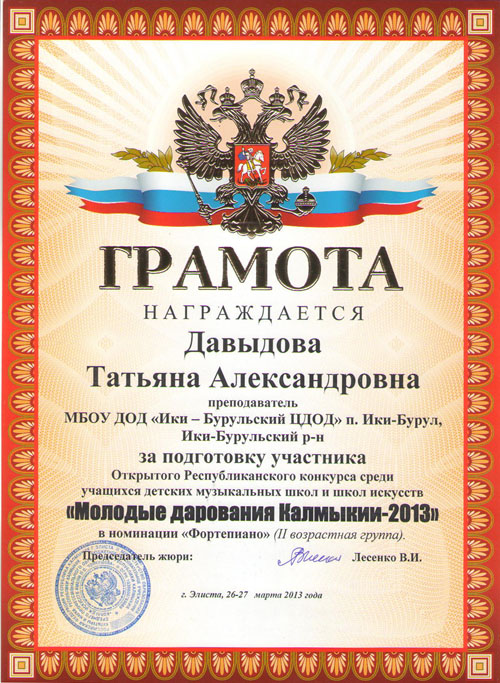 ГРАМОТА
НАГРАЖДАЕТСЯ
Давыдова
Татьяна Александровна
преподаватель
МБОУ ДОД «Ики – Бурульский ЦДОД» п. Ики-Бурул,
Ики-Бурульский р-н
за подготовку участника
Открытого Республиканского конкурса среди
учащихся детских музыкальных школ и школ искусств
«Молодые дарования Калмыкии-2013»
в номинации «Фортепиано» (II возрастная группа).
Председатель жюри: Лесенко В.И.
г. Элиста, 26-27 марта 2013 года